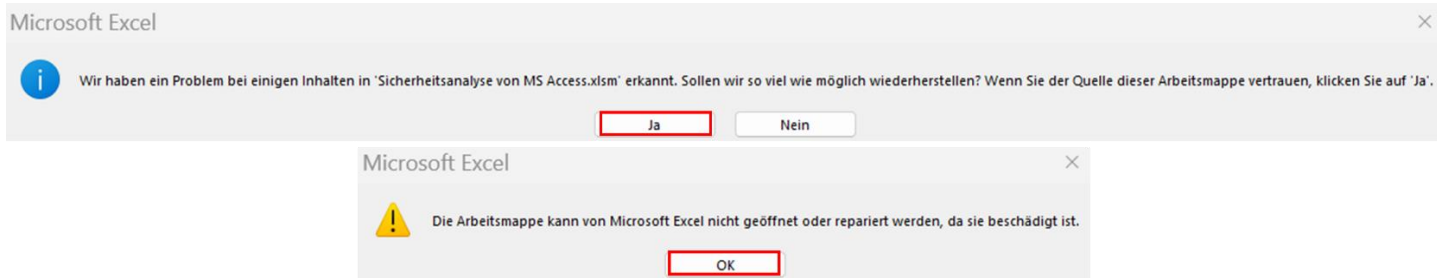 Microsoft Excel
Wir haben ein Problem bei einigen Inhalten in 'Sicherheitsanalyse von MS Access.xlsm' erkannt. Sollen wir so viel wie möglich wiederherstellen? Wenn Sie der Quelle dieser Arbeitsmappe vertrauen, klicken Sie auf 'Ja'.
Ja Nein
Microsoft Excel
Die Arbeitsmappe kann von Microsoft Excel nicht geöffnet oder repariert werden, da sie beschädigt ist.
OK